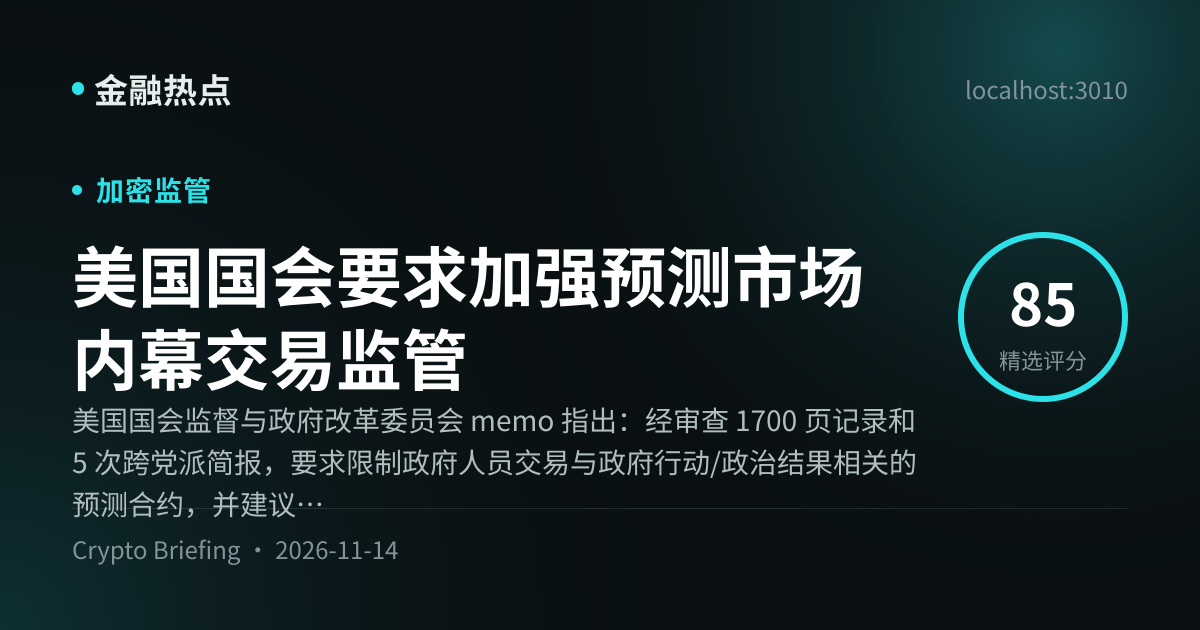 金融热点
localhost:3010
加密监管
美国国会要求加强预测市场
内幕交易监管
85
精选评分
美国国会监督与政府改革委员会 memo 指出：经审查 1700 页记录和
5 次跨党派简报，要求限制政府人员交易与政府行动/政治结果相关的
预测合约，并建议…
Crypto Briefing · 2026-11-14